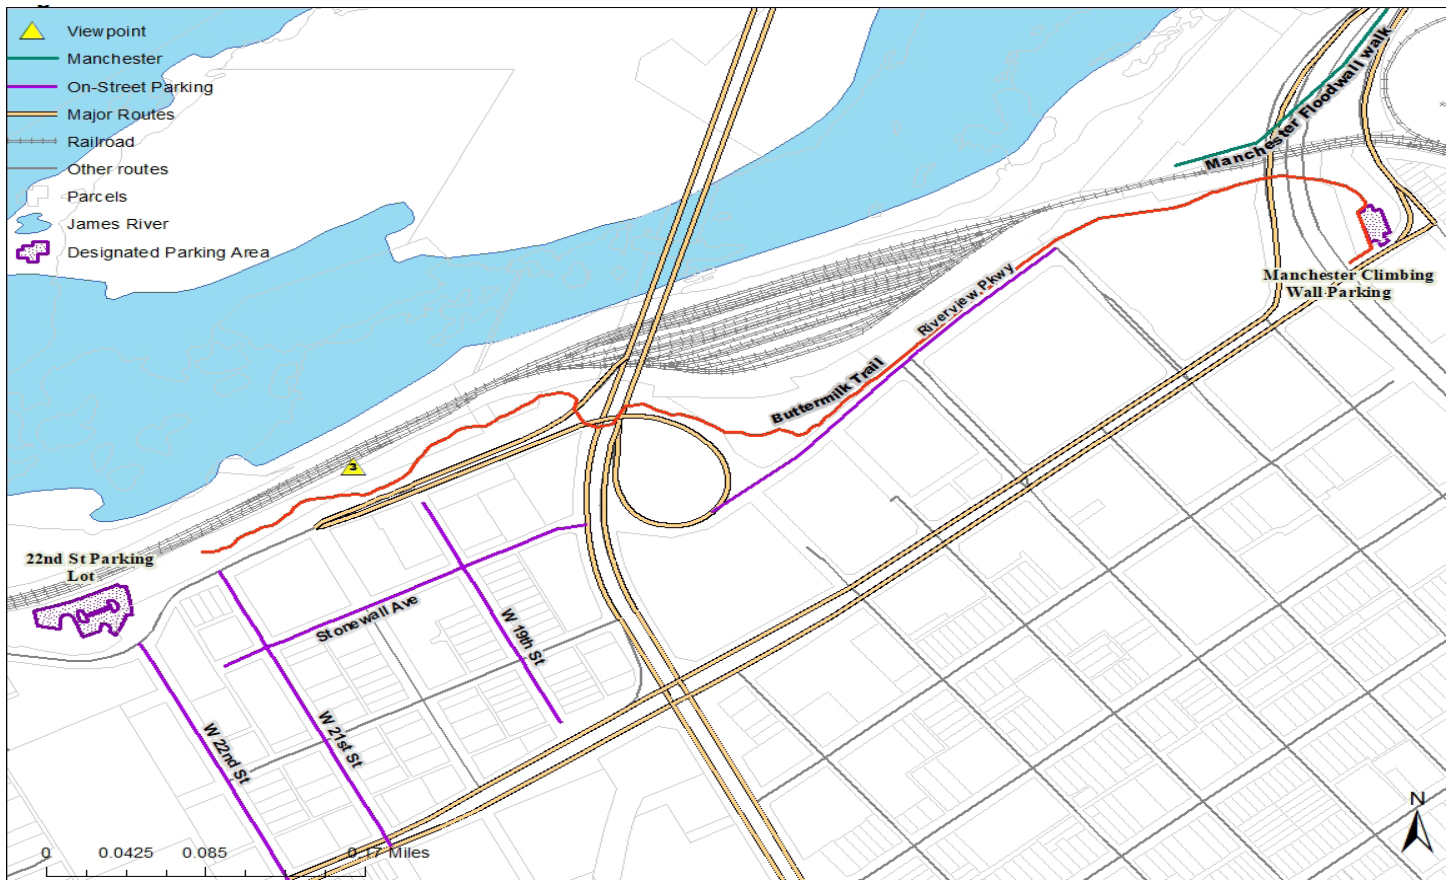 Viewpoint
Manchester
On-Street Parking
Major Routes
Railroad
Other routes
Parcels
James River
Designated Parking Area
Manchester Floodwall walk
Manchester Climbing
Wall Parking
Riverview Pkwy
Buttermilk Trail
3
22nd St Parking
Lot
Stonewall Ave
W 19th St
W 21st St
W 22nd St
N
0 0.0425 0.085 0.17 Miles